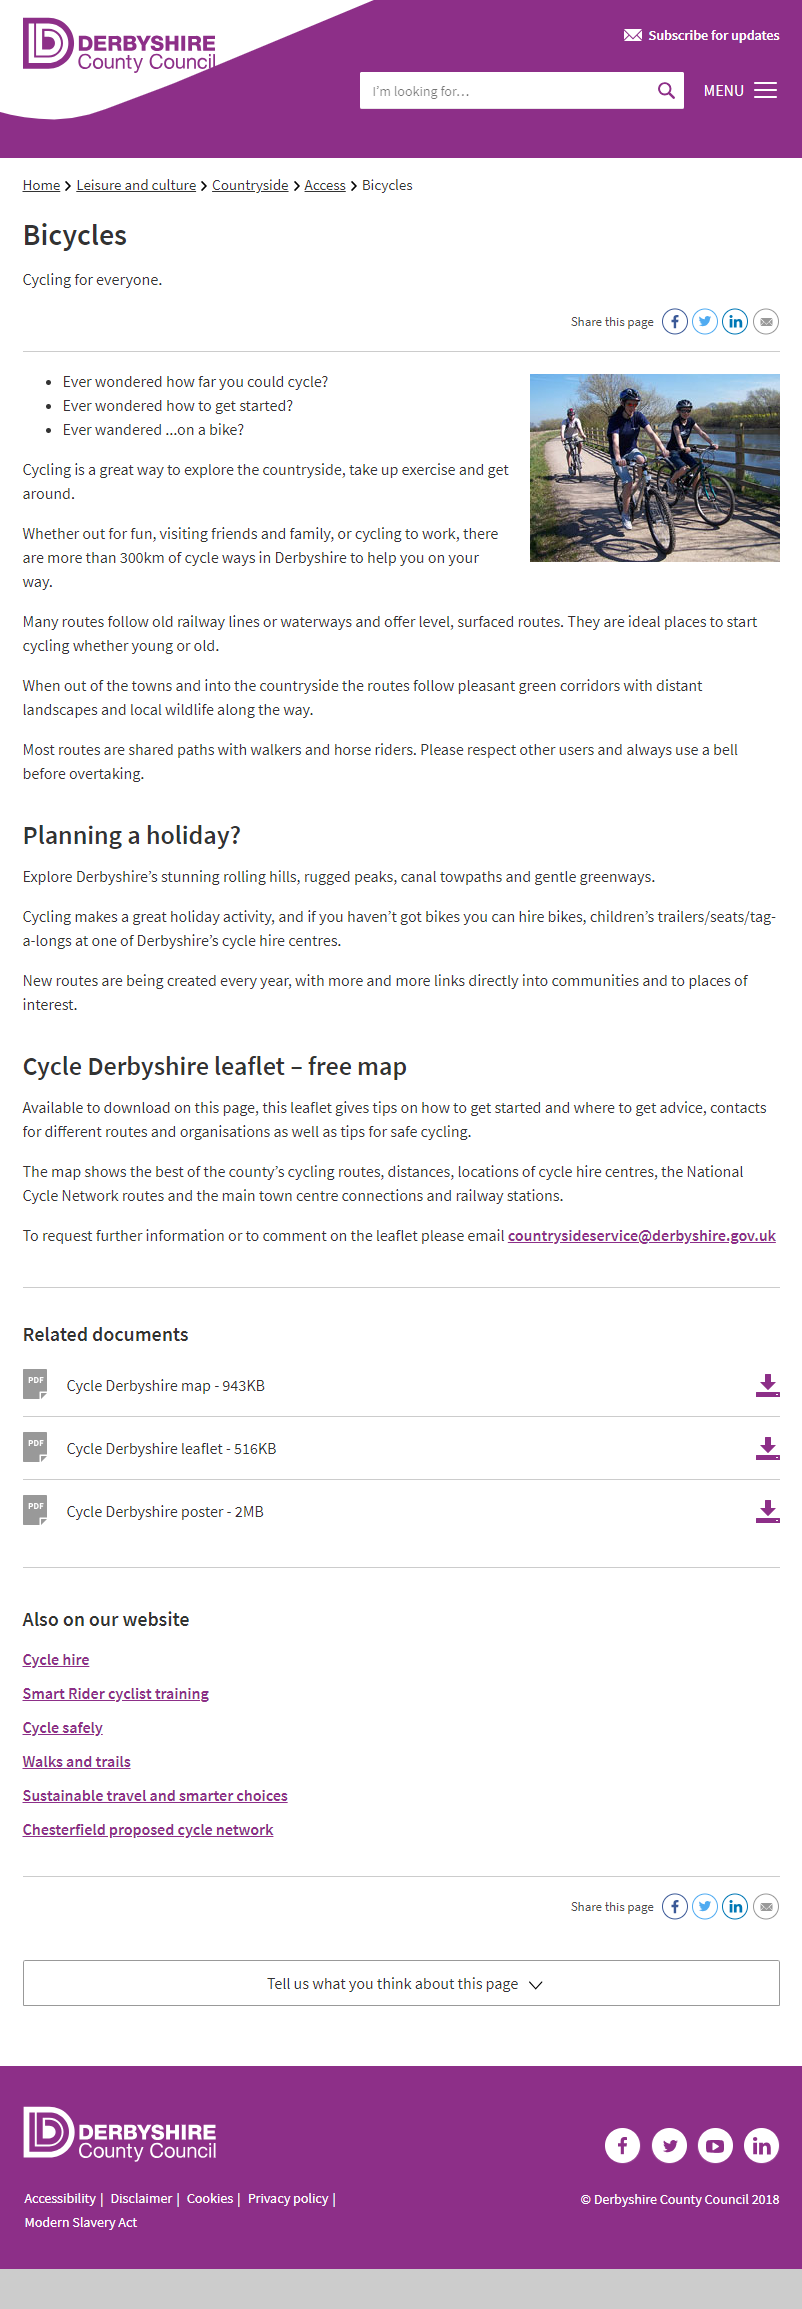 DERBYSHIRE
County Council
Subscribe for updates
I'm looking for...
MENU
Home > Leisure and culture > Countryside > Access > Bicycles
Bicycles
Cycling for everyone.
Share this page
• Ever wondered how far you could cycle?
• Ever wondered how to get started?
• Ever wandered ...on a bike?
Cycling is a great way to explore the countryside, take up exercise and get
around.
Whether out for fun, visiting friends and family, or cycling to work, there
are more than 300km of cycle ways in Derbyshire to help you on your
way.
Many routes follow old railway lines or waterways and offer level, surfaced routes. They are ideal places to start
cycling whether young or old.
When out of the towns and into the countryside the routes follow pleasant green corridors with distant
landscapes and local wildlife along the way.
Most routes are shared paths with walkers and horse riders. Please respect other users and always use a bell
before overtaking.
Planning a holiday?
Explore Derbyshire’s stunning rolling hills, rugged peaks, canal towpaths and gentle greenways.
Cycling makes a great holiday activity, and if you haven’t got bikes you can hire bikes, children’s trailers/seats/tag-
a-longs at one of Derbyshire’s cycle hire centres.
New routes are being created every year, with more and more links directly into communities and to places of
interest.
Cycle Derbyshire leaflet – free map
Available to download on this page, this leaflet gives tips on how to get started and where to get advice, contacts
for different routes and organisations as well as tips for safe cycling.
The map shows the best of the county’s cycling routes, distances, locations of cycle hire centres, the National
Cycle Network routes and the main town centre connections and railway stations.
To request further information or to comment on the leaflet please email countrysideservice@derbyshire.gov.uk
Related documents
PDF Cycle Derbyshire map - 943KB
PDF Cycle Derbyshire leaflet - 516KB
PDF Cycle Derbyshire poster - 2MB
Also on our website
Cycle hire
Smart Rider cyclist training
Cycle safely
Walks and trails
Sustainable travel and smarter choices
Chesterfield proposed cycle network
Share this page
Tell us what you think about this page
DERBYSHIRE
County Council
Accessibility | Disclaimer | Cookies | Privacy policy |
Modern Slavery Act
© Derbyshire County Council 2018